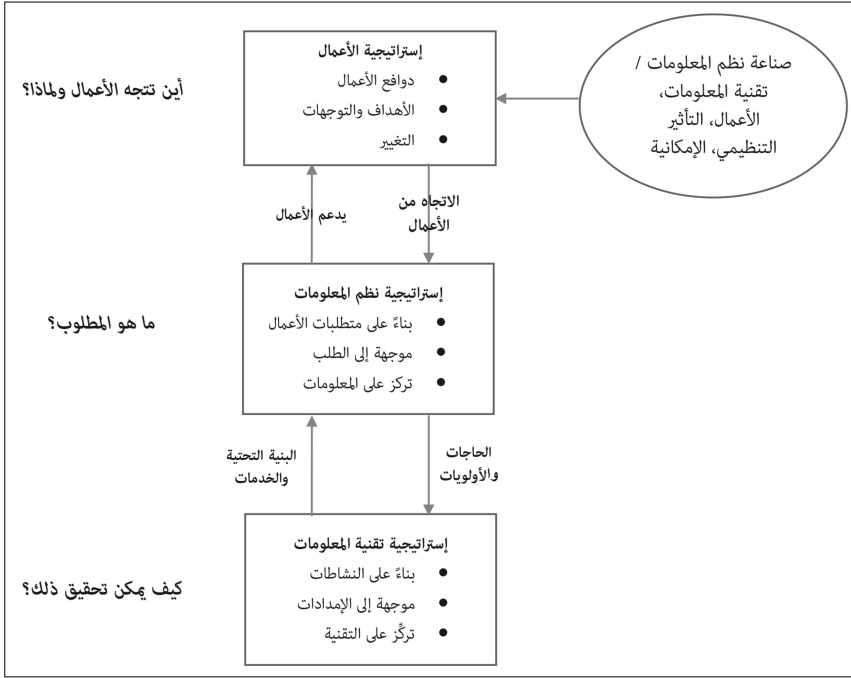 إستراتيجية الأعمال
● دوافع الأعمال
● الأهداف والتوجهات
● التغيير
أين تتجه الأعمال ولماذا؟
صناعة نظم المعلومات /
تقنية المعلومات،
الأعمال، التأثير
التنظيمي، الإمكانية
الاتجاه من
الأعمال
يدعم الأعمال
إستراتيجية نظم المعلومات
● بناءً على متطلبات الأعمال
● موجهة إلى الطلب
● تركز على المعلومات
ما هو المطلوب؟
الحاجات
والأولويات
البنية التحتية
والخدمات
إستراتيجية تقنية المعلومات
● بناءً على النشاطات
● موجهة إلى الإمدادات
● تركِّز على التقنية
كيف يمكن تحقيق ذلك؟